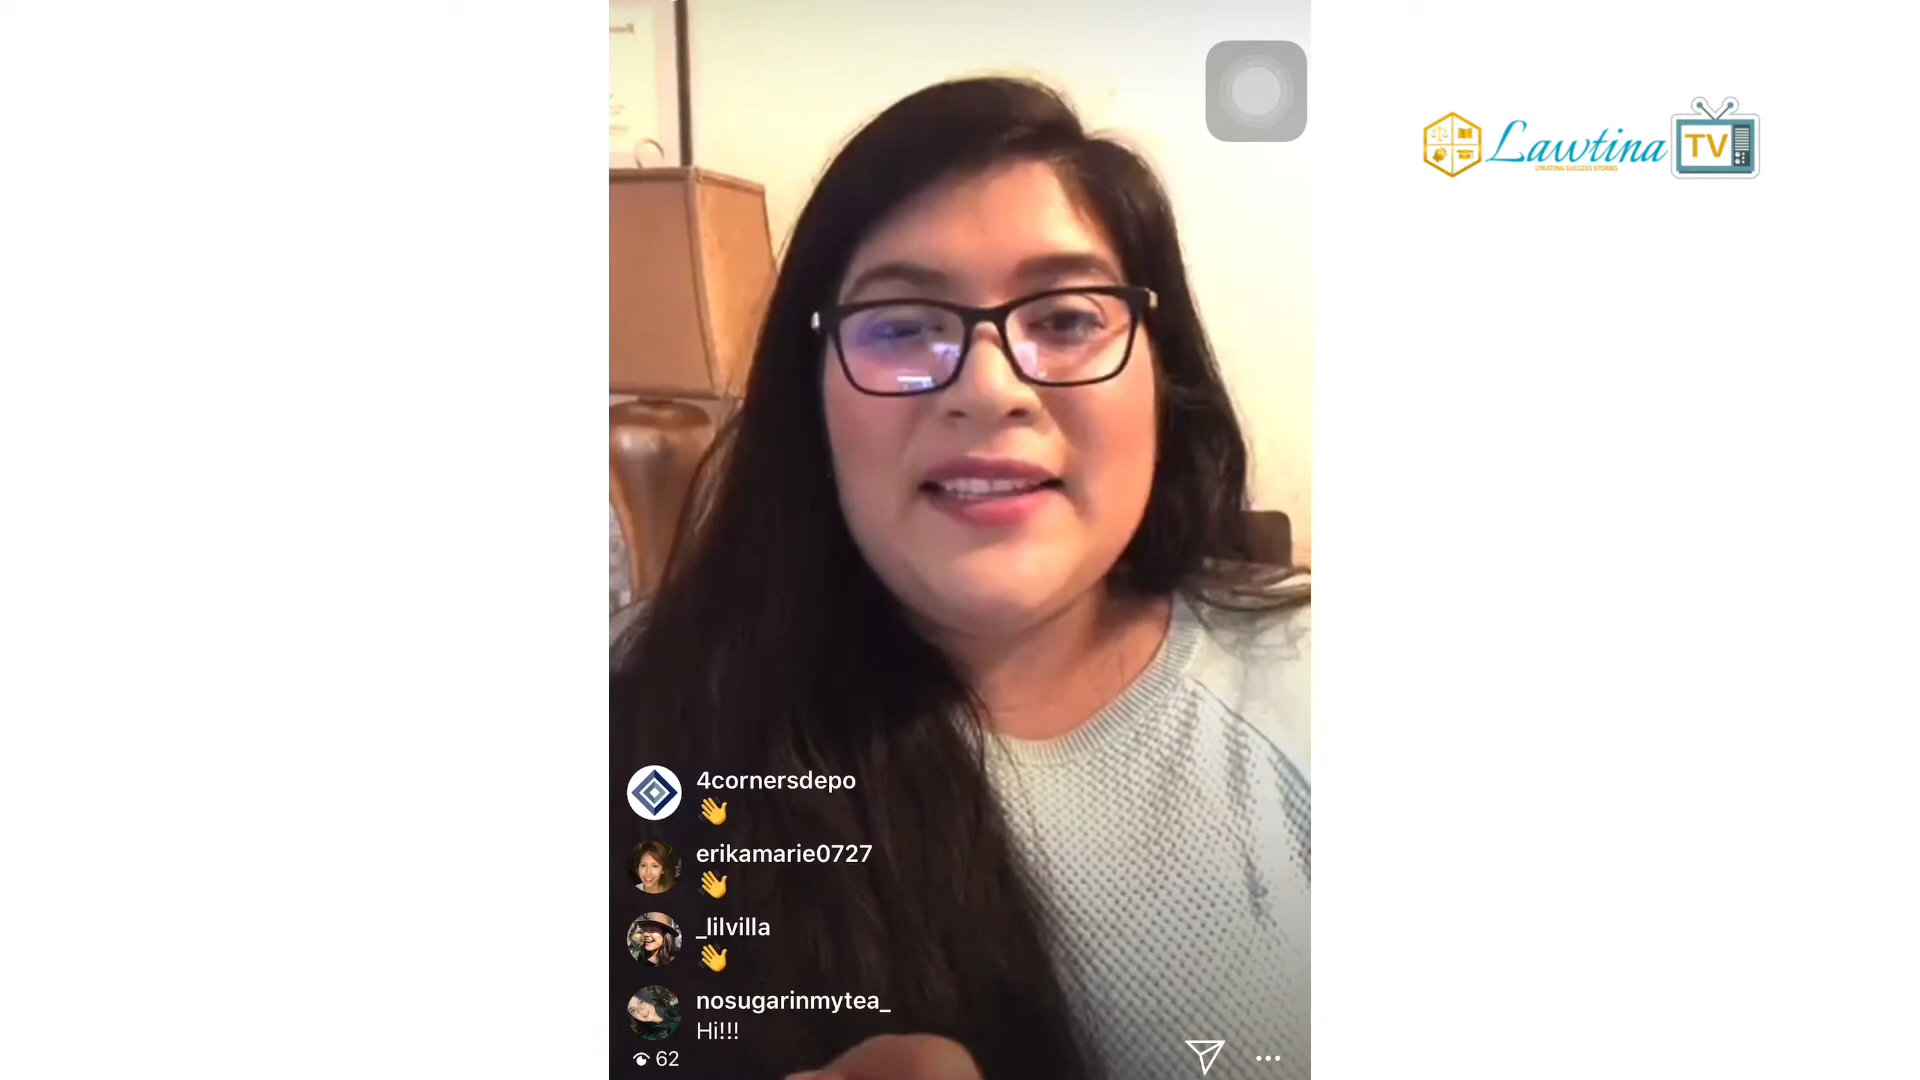 Lawtina TV
CREATING SUCCESS STORIES
4cornersdepo
👋
erikamarie0727
👋
_lilvilla
👋
nosugarinmytea_
Hi!!!
62